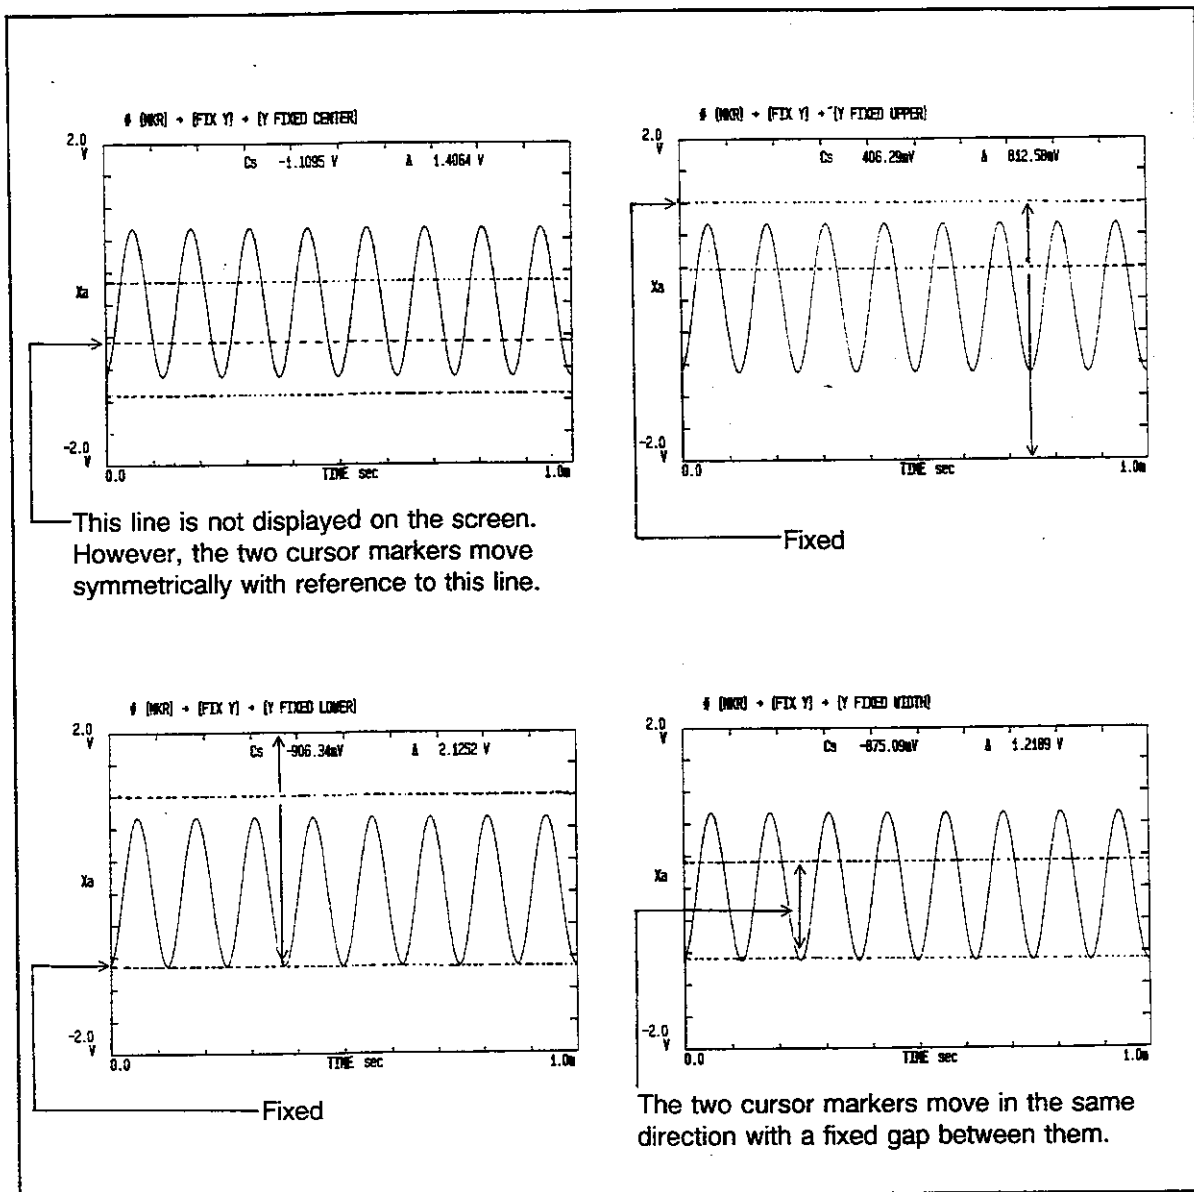 # [MKR] → [FIX Y] → [Y FIXED CENTER]
2.0
V
Cs -1.1095 V Δ 1.4064 V
Xa
-2.0
V
0.0 TIME sec 1.0m
This line is not displayed on the screen.
However, the two cursor markers move
symmetrically with reference to this line.
# [MKR] → [FIX Y] → [Y FIXED UPPER]
2.0
V
Cs 406.29mV Δ 812.58mV
Xa
-2.0
V
0.0 TIME sec 1.0m
Fixed
# [MKR] → [FIX Y] → [Y FIXED LOWER]
2.0
V
Cs -906.34mV Δ 2.1252 V
Xa
-2.0
V
0.0 TIME sec 1.0m
Fixed
# [MKR] → [FIX Y] → [Y FIXED WIDTH]
2.0
V
Cs -875.09mV Δ 1.2189 V
Xa
-2.0
V
0.0 TIME sec 1.0m
The two cursor markers move in the same
direction with a fixed gap between them.